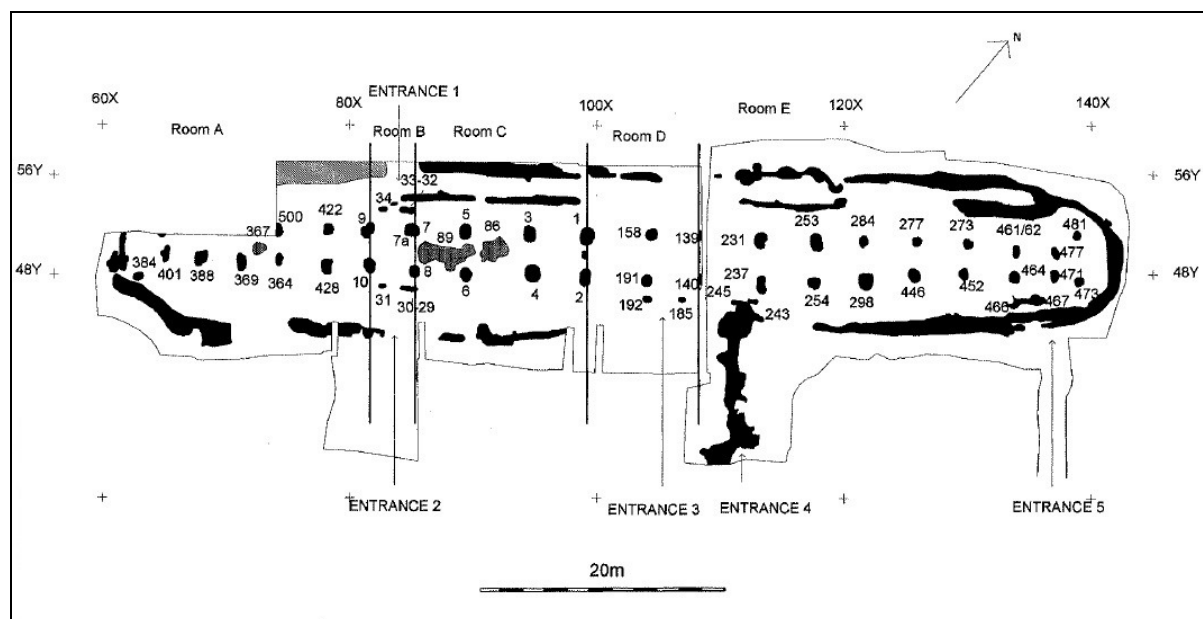 N
60X 80X 100X 120X 140X
ENTRANCE 1
Room A Room B Room C Room D Room E
56Y 56Y
33-32
34
500 422 9 7 5 3 1 158 139 231 253 284 277 273 461/62 481
7a 89 86
367
477
48Y 48Y
384 401 388 369 364 428 10 8 6 4 2 191 140 237 254 298 446 452 464 471
31 30-29 192 185 245 243 466 467 473
ENTRANCE 2 ENTRANCE 3 ENTRANCE 4 ENTRANCE 5
20m